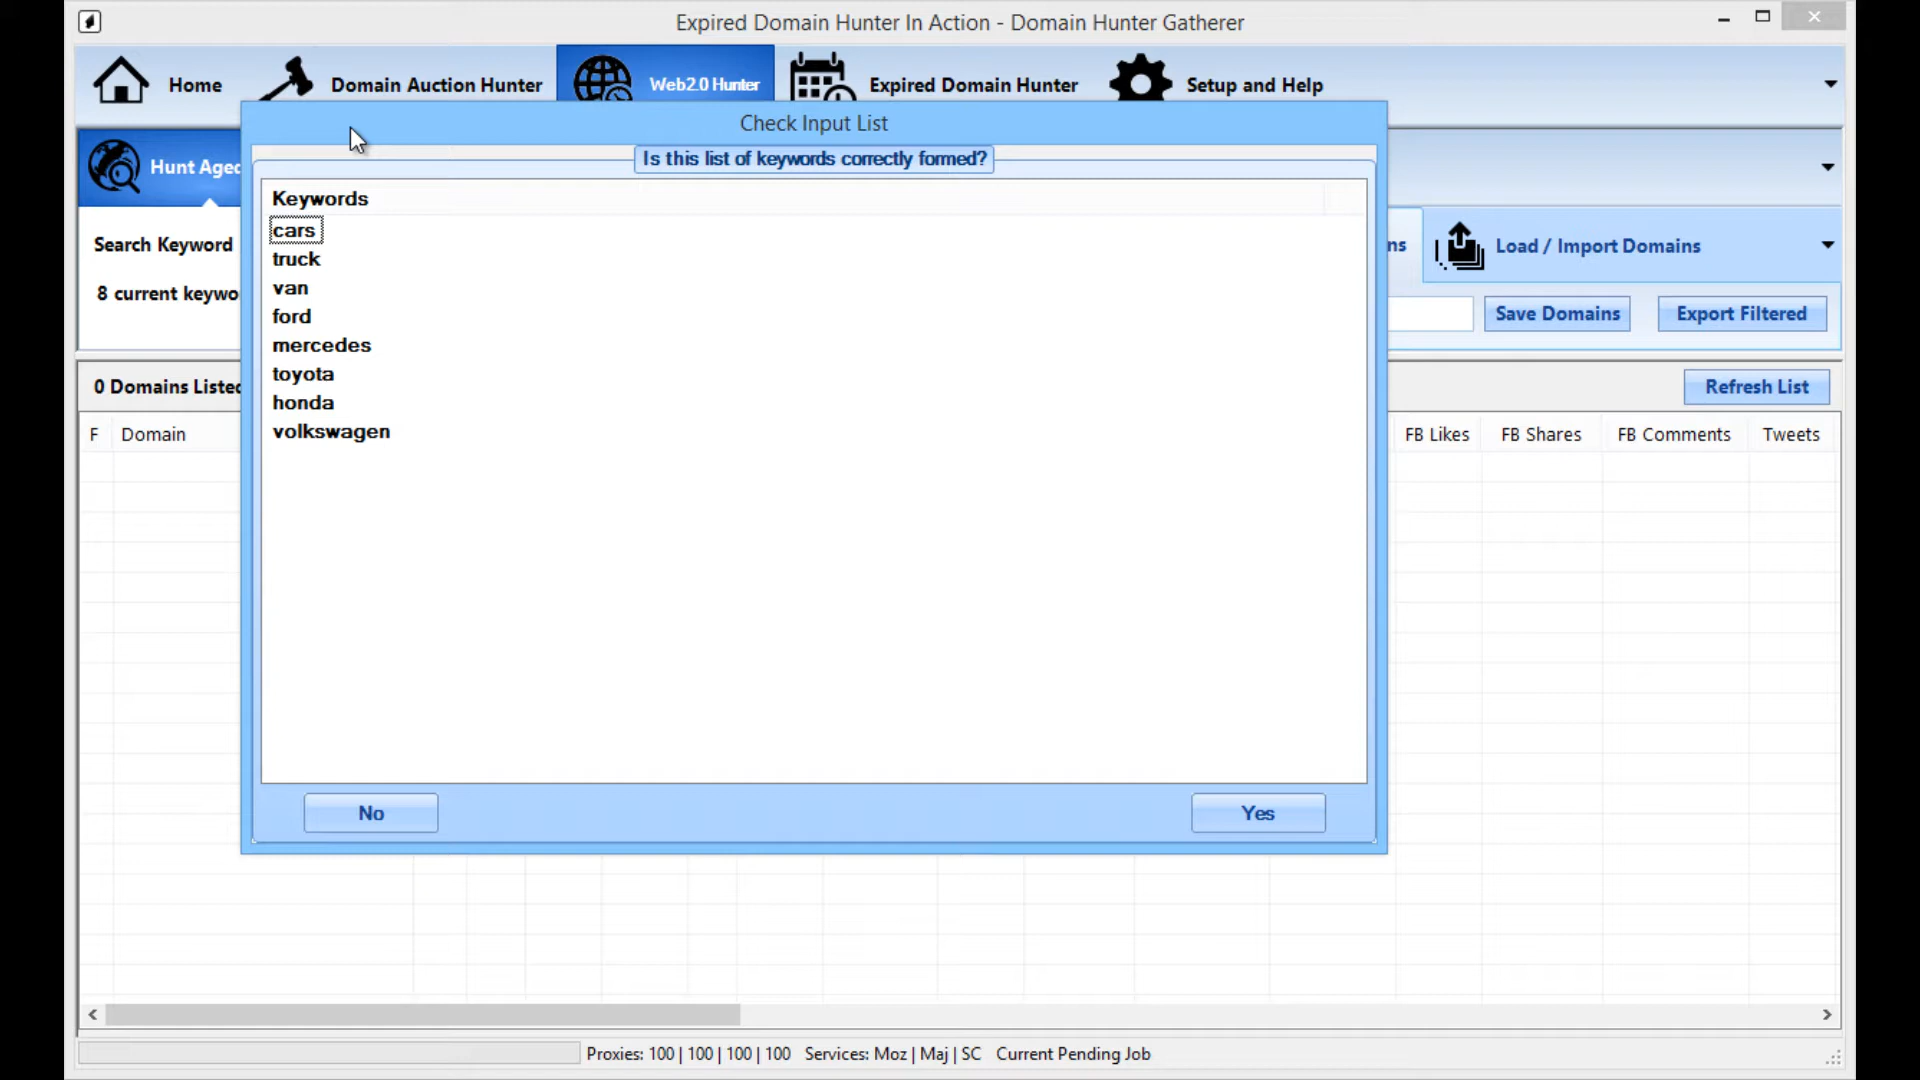 Expired Domain Hunter In Action - Domain Hunter Gatherer
Home
Domain Auction Hunter
Web2.0 Hunter
Expired Domain Hunter
Setup and Help
Check Input List
Hunt Aged
Is this list of keywords correctly formed?
Keywords
cars
truck
van
ford
mercedes
toyota
honda
volkswagen
No
Yes
Search Keyword
8 current keywo
ns
Load / Import Domains
Save Domains
Export Filtered
0 Domains Listed
Refresh List
F
Domain
FB Likes
FB Shares
FB Comments
Tweets
Proxies: 100 | 100 | 100 | 100 Services: Moz | Maj | SC Current Pending Job